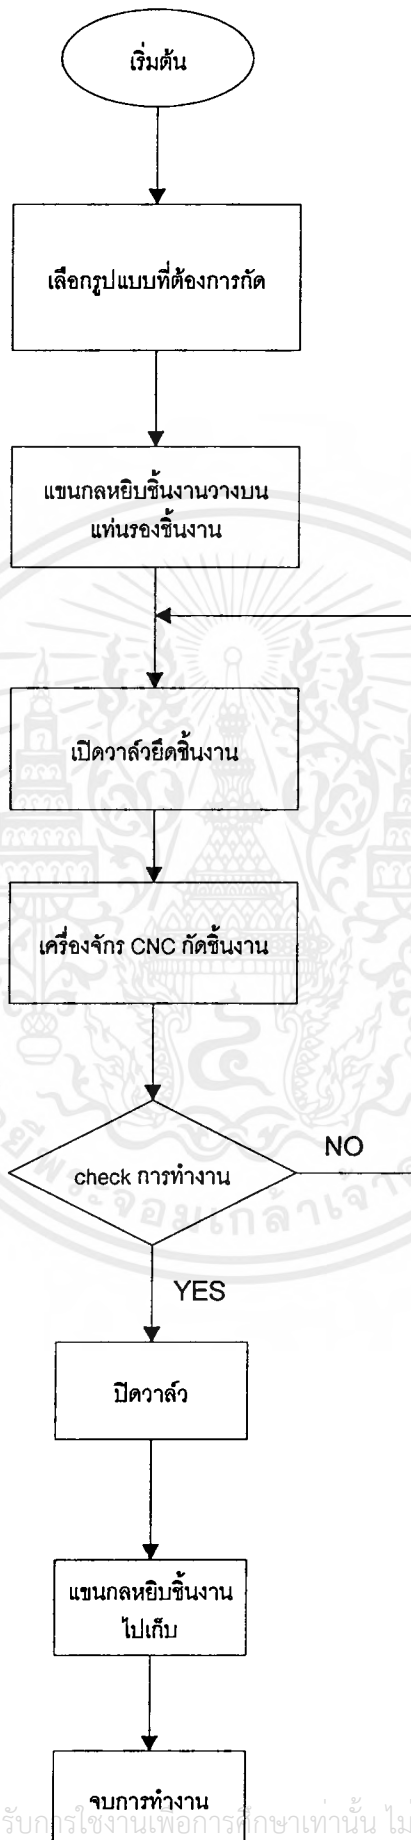 เริ่มต้น
เลือกรูปแบบที่ต้องการกัด
แขนกลหยิบชิ้นงานวางบน
แท่นรองชิ้นงาน
เปิดวาล์วยึดชิ้นงาน
เครื่องจักร CNC กัดชิ้นงาน
check การทำงาน
NO
YES
ปิดวาล์ว
แขนกลหยิบชิ้นงาน
ไปเก็บ
จบการทำงาน
รับการใช้งานเพื่อการศึกษาเท่านั้น ไม่